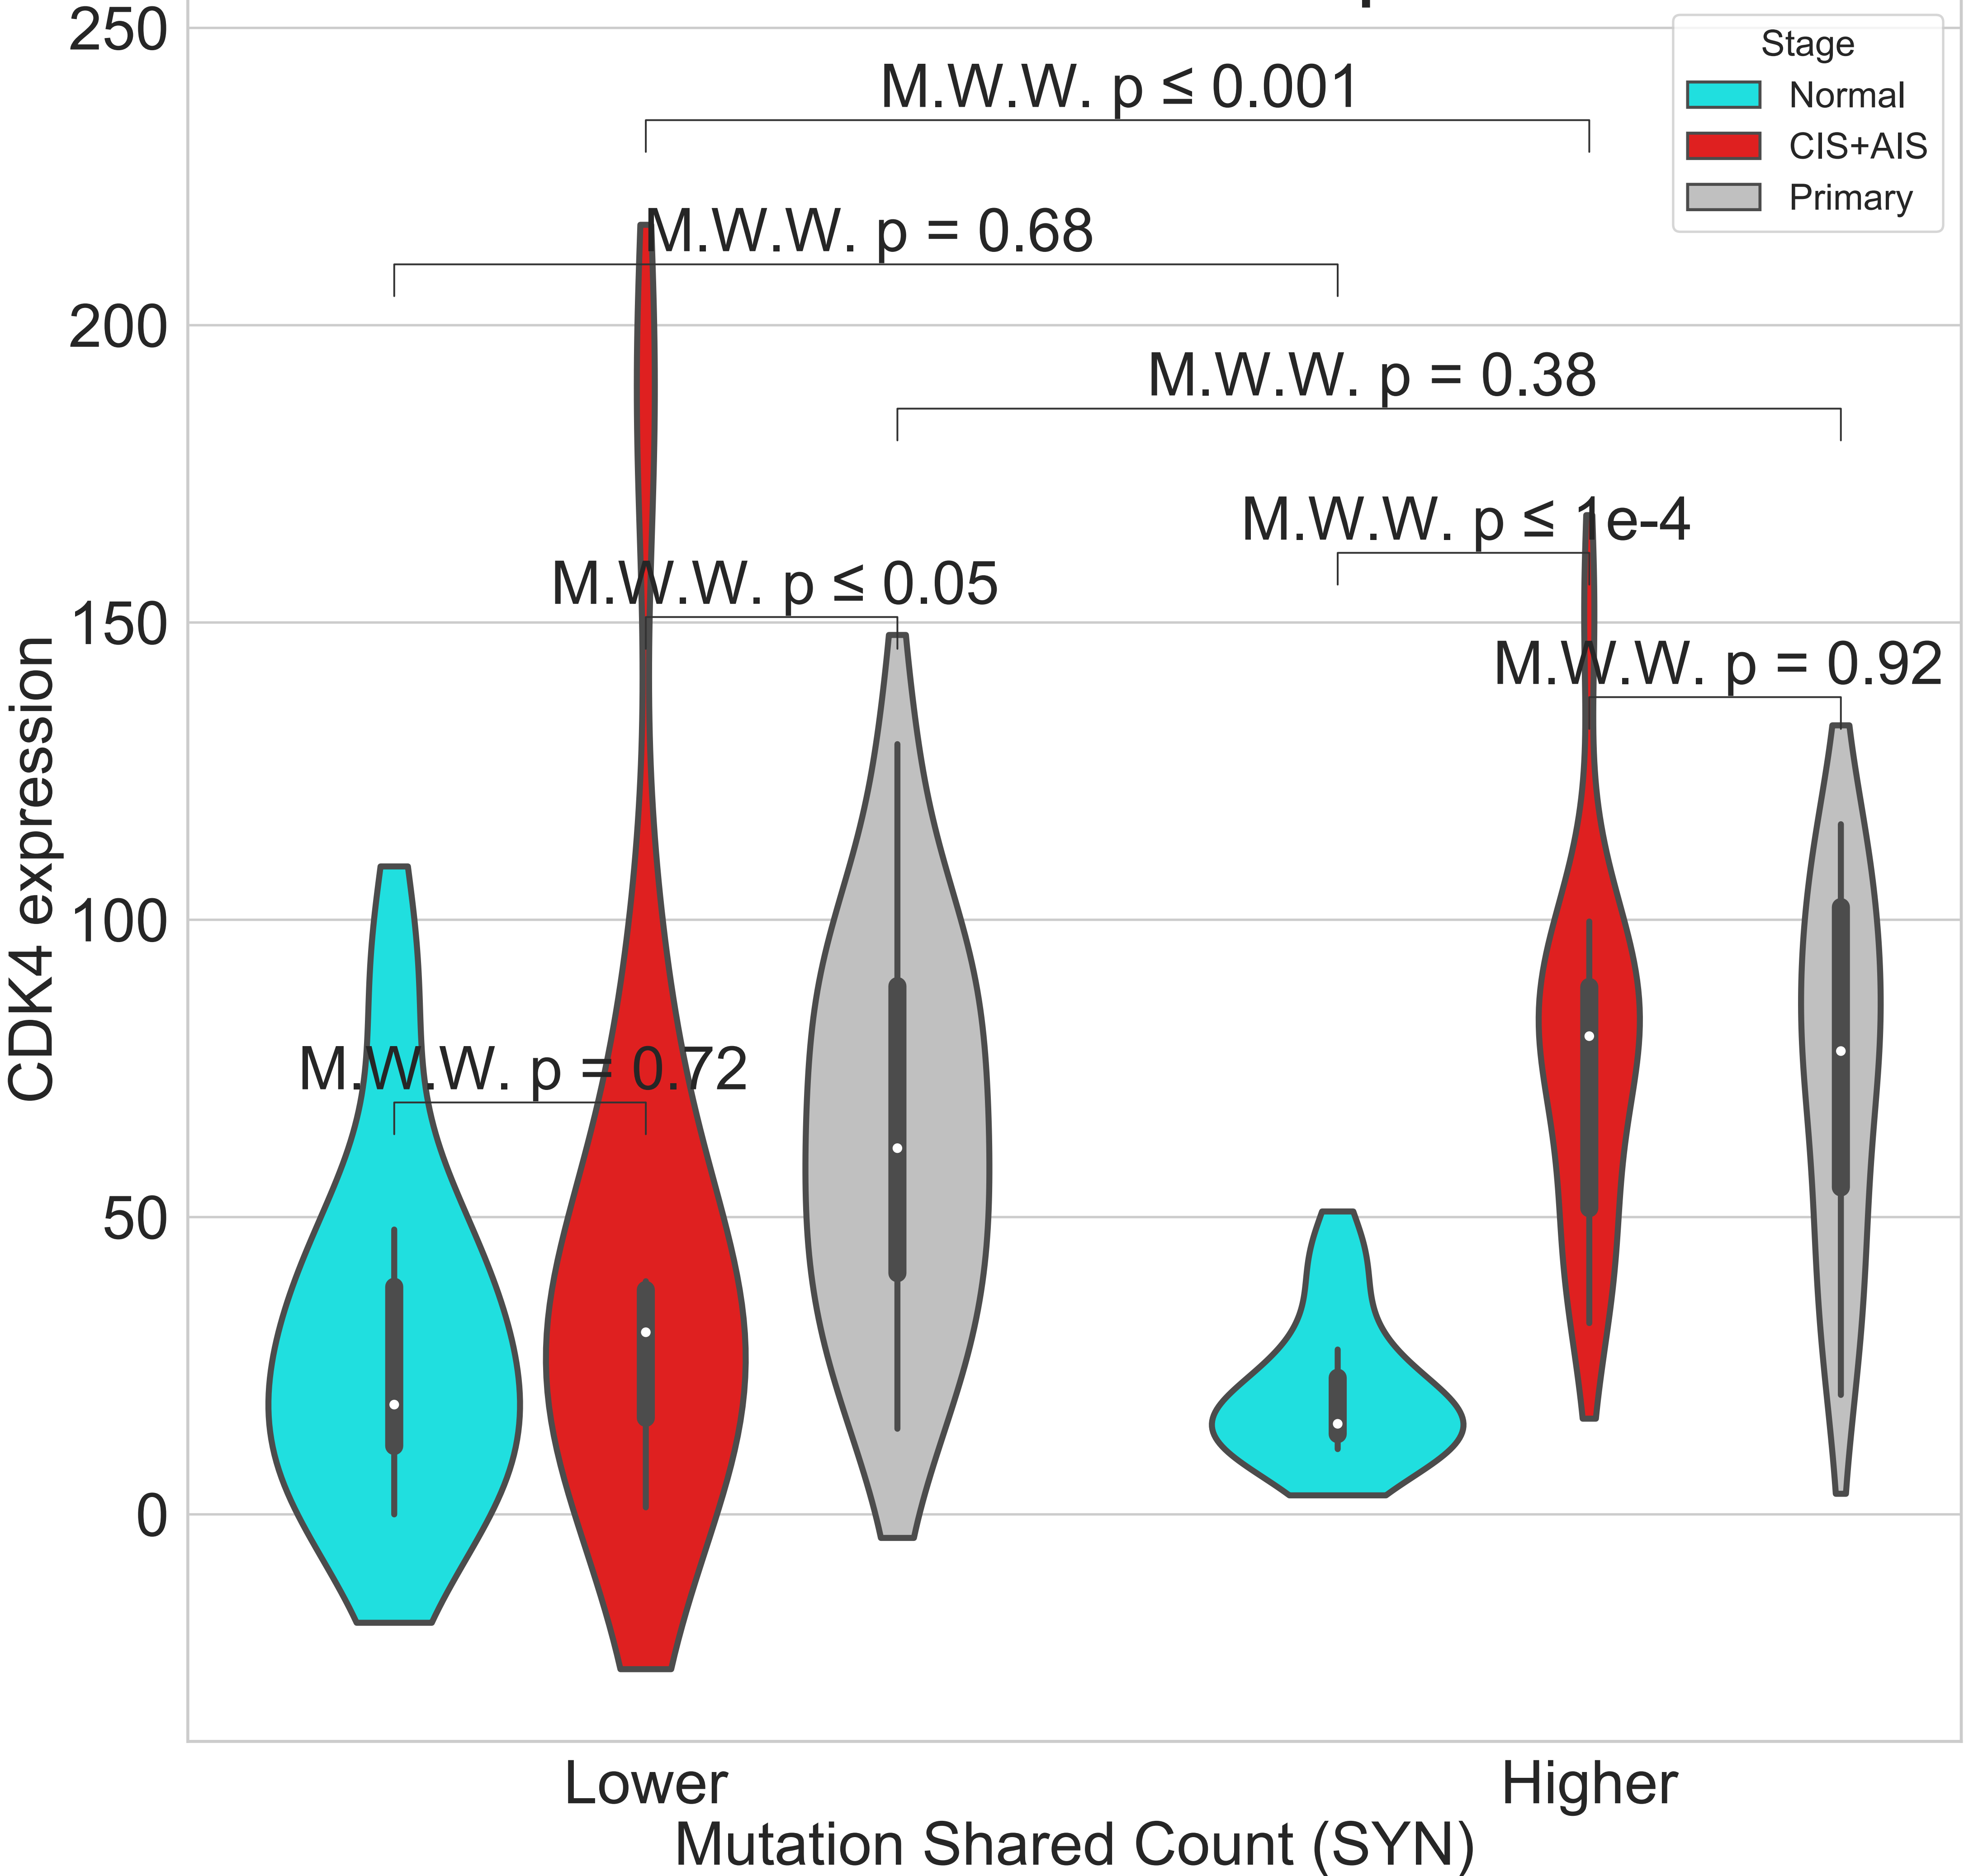 250
200
150
100
50
0
CDK4 expression
M.W.W. p ≤ 0.001
M.W.W. p = 0.68
M.W.W. p = 0.38
M.W.W. p ≤ 1e-4
M.W.W. p ≤ 0.05
M.W.W. p = 0.92
M.W.W. p = 0.72
Stage
Normal
CIS+AIS
Primary
Lower
Higher
Mutation Shared Count (SYN)